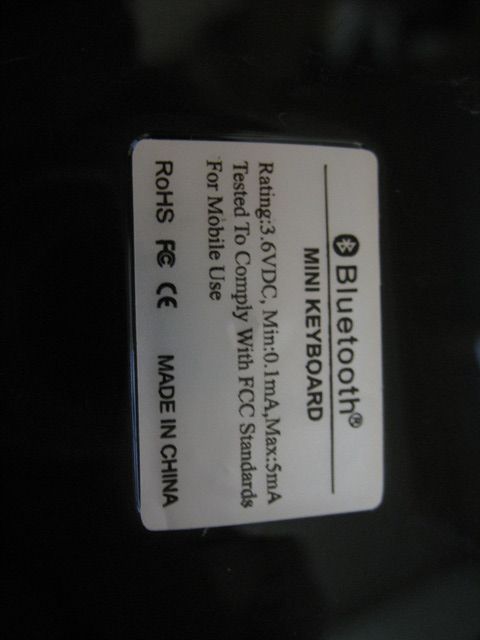 Bluetooth®
MINI KEYBOARD
Rating:3.6VDC, Min:0.1mA,Max:5mA
Tested To Comply With FCC Standards
For Mobile Use
RoHS FC CE MADE IN CHINA